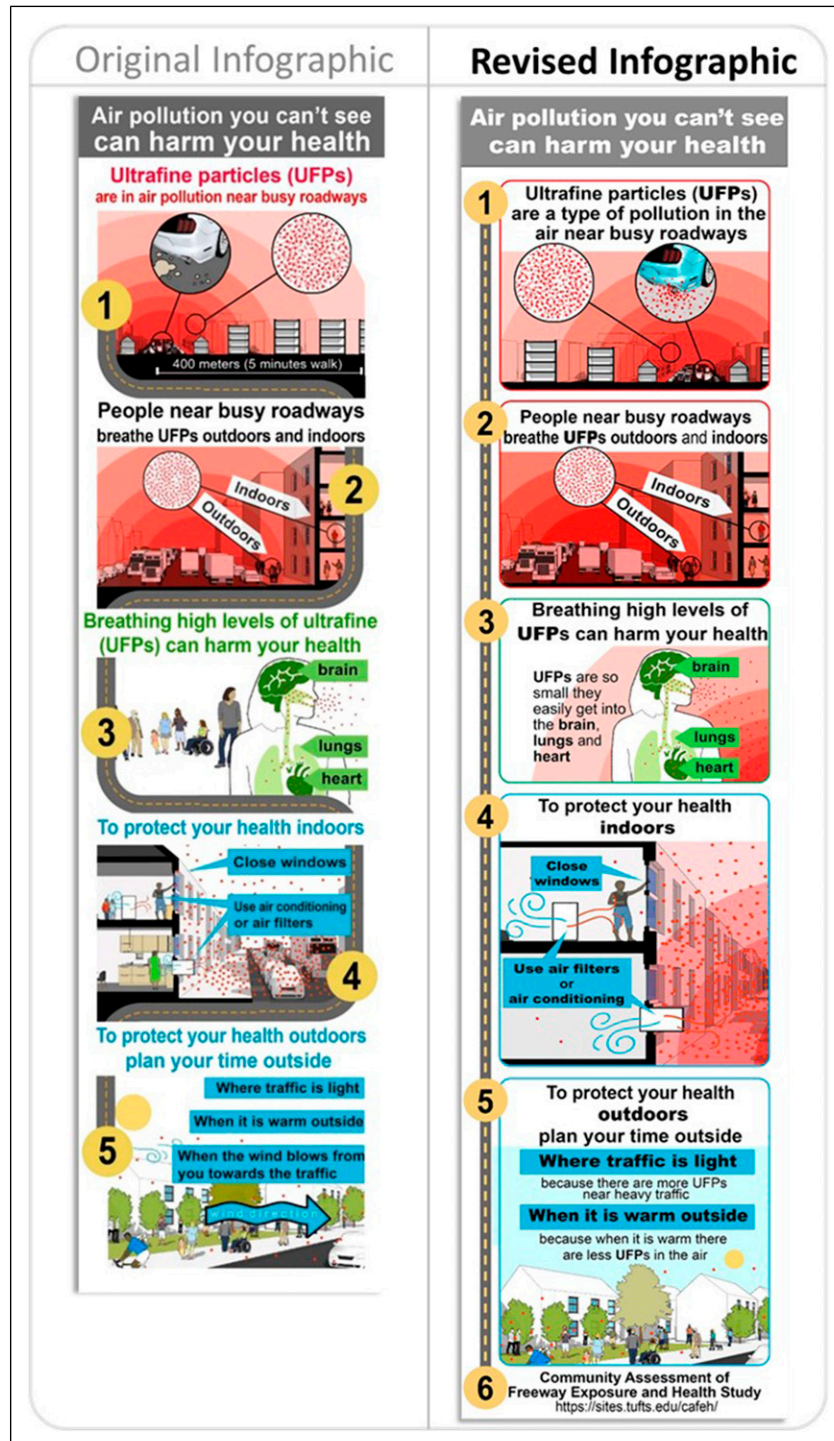 Original Infographic
Air pollution you can't see
can harm your health
Ultrafine particles (UFPs)
are in air pollution near busy roadways
1
400 meters (5 minutes walk)
People near busy roadways
breathe UFPs outdoors and indoors
Indoors
Outdoors
2
Breathing high levels of ultrafine
(UFPs) can harm your health
brain
3
lungs
heart
To protect your health indoors
Close windows
Use air conditioning
or air filters
4
To protect your health outdoors
plan your time outside
Where traffic is light
When it is warm outside
5
When the wind blows from
you towards the traffic
wind direction
Revised Infographic
Air pollution you can't see
can harm your health
1
Ultrafine particles (UFPs)
are a type of pollution in the
air near busy roadways
2
People near busy roadways
breathe UFPs outdoors and indoors
Indoors
Outdoors
3
Breathing high levels of
UFPs can harm your health
UFPs are so
small they
easily get into
the brain,
lungs and
heart
brain
lungs
heart
4
To protect your health
indoors
Close
windows
Use air filters
or
air conditioning
5
To protect your health
outdoors
plan your time outside
Where traffic is light
because there are more UFPs
near heavy traffic
When it is warm outside
because when it is warm there
are less UFPs in the air
6
Community Assessment of
Freeway Exposure and Health Study
https://sites.tufts.edu/cafeh/